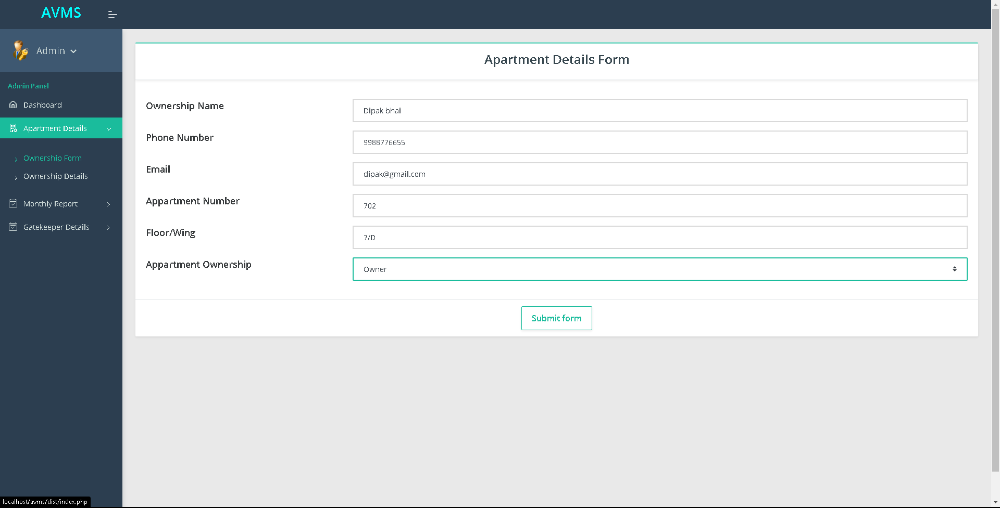 AVMS
Admin
Admin Panel
Dashboard
Apartment Details
Ownership Form
Ownership Details
Monthly Report
Gatekeeper Details
Apartment Details Form
Ownership Name
Dipak bhai
Phone Number
9988776655
Email
dipak@gmail.com
Appartment Number
702
Floor/Wing
7/D
Appartment Ownership
Owner
Submit form
localhost/avms/dist/index.php